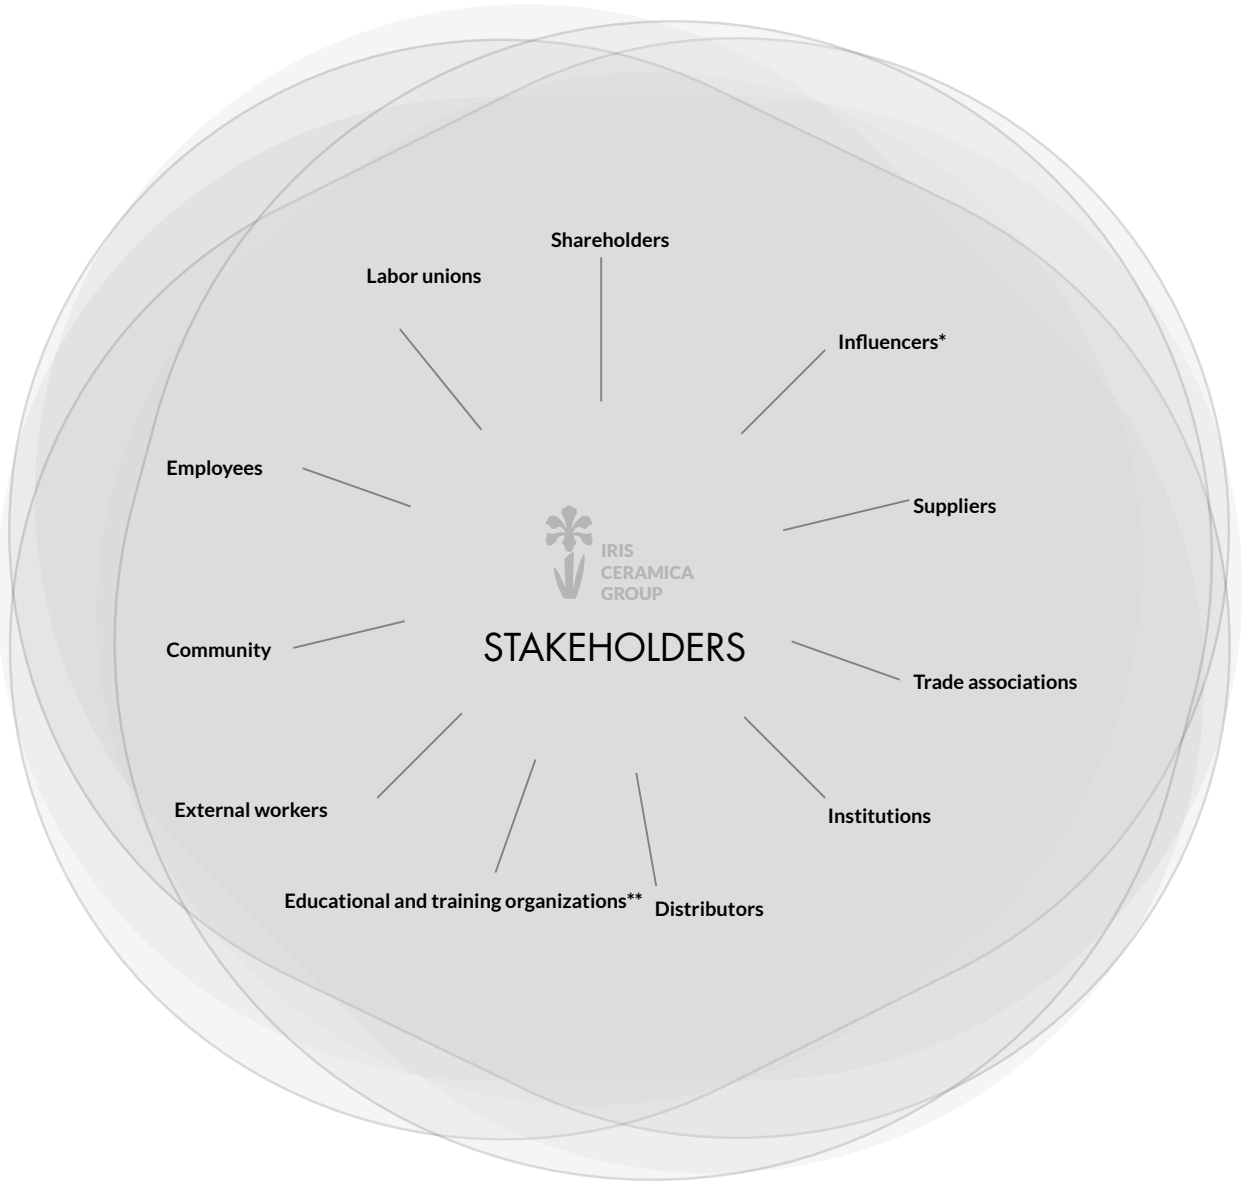 Shareholders
Labor unions
Influencers*
Employees
Suppliers
IRIS
CERAMICA
GROUP
STAKEHOLDERS
Community
Trade associations
External workers
Institutions
Educational and training organizations**
Distributors